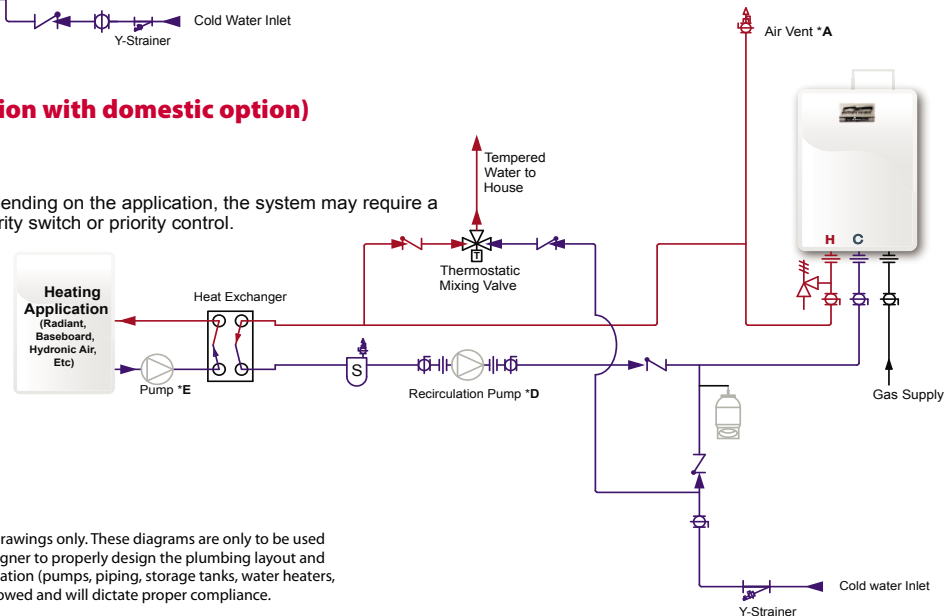 Cold Water Inlet
Y-Strainer
Air Vent *A
ion with domestic option)
Tempered
Water to
House
ending on the application, the system may require a
rity switch or priority control.
H C
Thermostatic
Mixing Valve
Heating
Application
(Radiant,
Baseboard,
Hydronic Air,
Etc)
Heat Exchanger
T
S
Pump *E
Recirculation Pump *D
Gas Supply
rawings only. These diagrams are only to be used
gner to properly design the plumbing layout and
ation (pumps, piping, storage tanks, water heaters,
owed and will dictate proper compliance.
Cold water Inlet
Y-Strainer